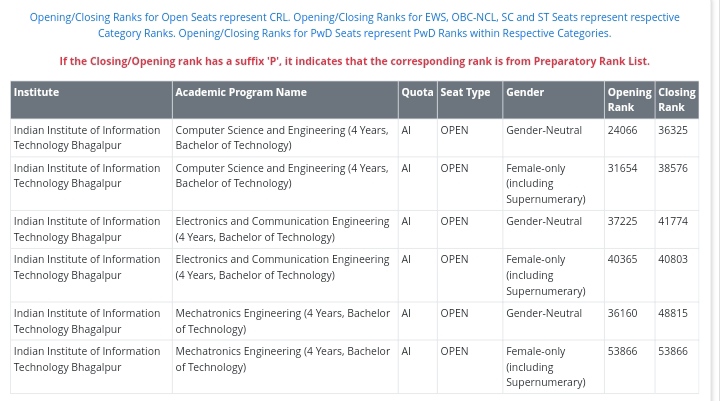 Opening/Closing Ranks for Open Seats represent CRL. Opening/Closing Ranks for EWS, OBC-NCL, SC and ST Seats represent respective
Category Ranks. Opening/Closing Ranks for PwD Seats represent PwD Ranks within Respective Categories.
If the Closing/Opening rank has a suffix 'P', it indicates that the corresponding rank is from Preparatory Rank List.
Institute Academic Program Name Quota Seat Type Gender Opening Closing
Rank Rank
Indian Institute of Information Computer Science and Engineering (4 Years, AI OPEN Gender-Neutral 24066 36325
Technology Bhagalpur Bachelor of Technology)
Indian Institute of Information Computer Science and Engineering (4 Years, AI OPEN Female-only 31654 38576
Technology Bhagalpur Bachelor of Technology) (including
Supernumerary)
Indian Institute of Information Electronics and Communication Engineering AI OPEN Gender-Neutral 37225 41774
Technology Bhagalpur (4 Years, Bachelor of Technology)
Indian Institute of Information Electronics and Communication Engineering AI OPEN Female-only 40365 40803
Technology Bhagalpur (4 Years, Bachelor of Technology) (including
Supernumerary)
Indian Institute of Information Mechatronics Engineering (4 Years, Bachelor AI OPEN Gender-Neutral 36160 48815
Technology Bhagalpur of Technology)
Indian Institute of Information Mechatronics Engineering (4 Years, Bachelor AI OPEN Female-only 53866 53866
Technology Bhagalpur of Technology) (including
Supernumerary)